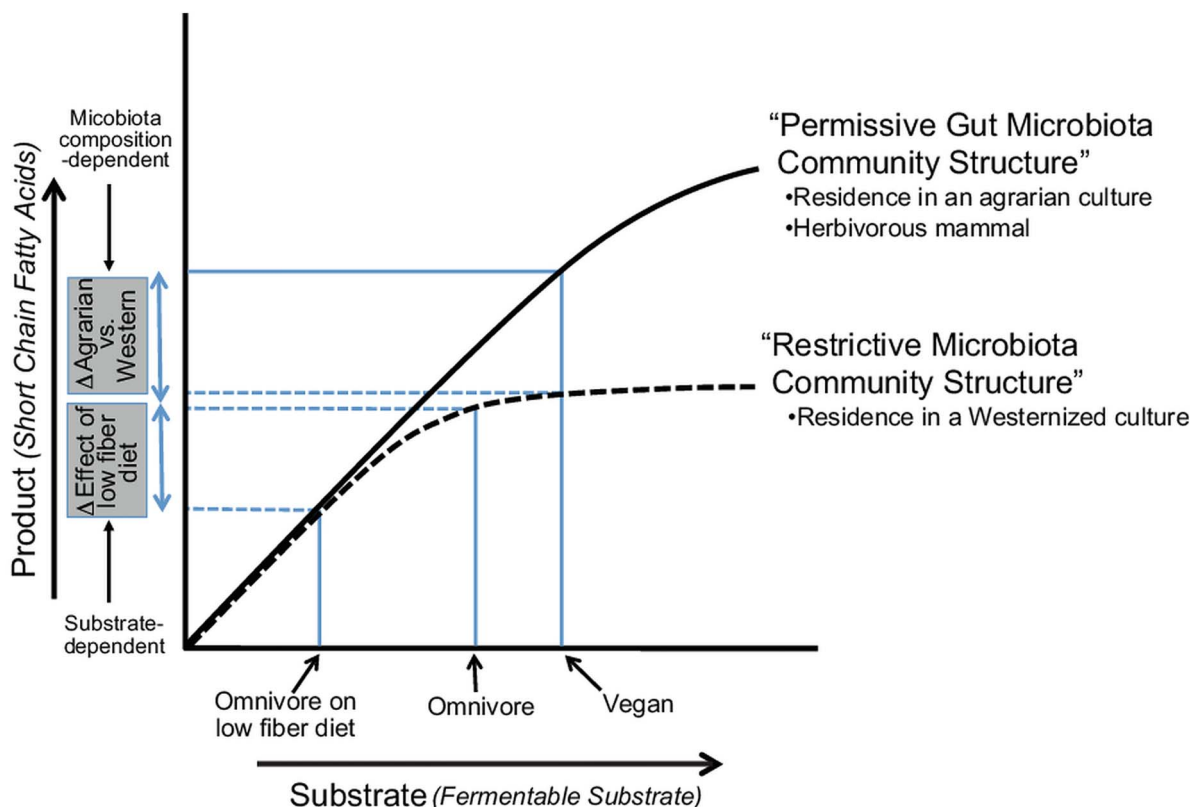 Micobiota
composition
-dependent
Product (Short Chain Fatty Acids)
Δ Agrarian
vs.
Western
Δ Effect of
low fiber
diet
Substrate-
dependent
“Permissive Gut Microbiota
Community Structure”
•Residence in an agrarian culture
•Herbivorous mammal
“Restrictive Microbiota
Community Structure”
•Residence in a Westernized culture
Omnivore on
low fiber diet
Omnivore
Vegan
Substrate (Fermentable Substrate)